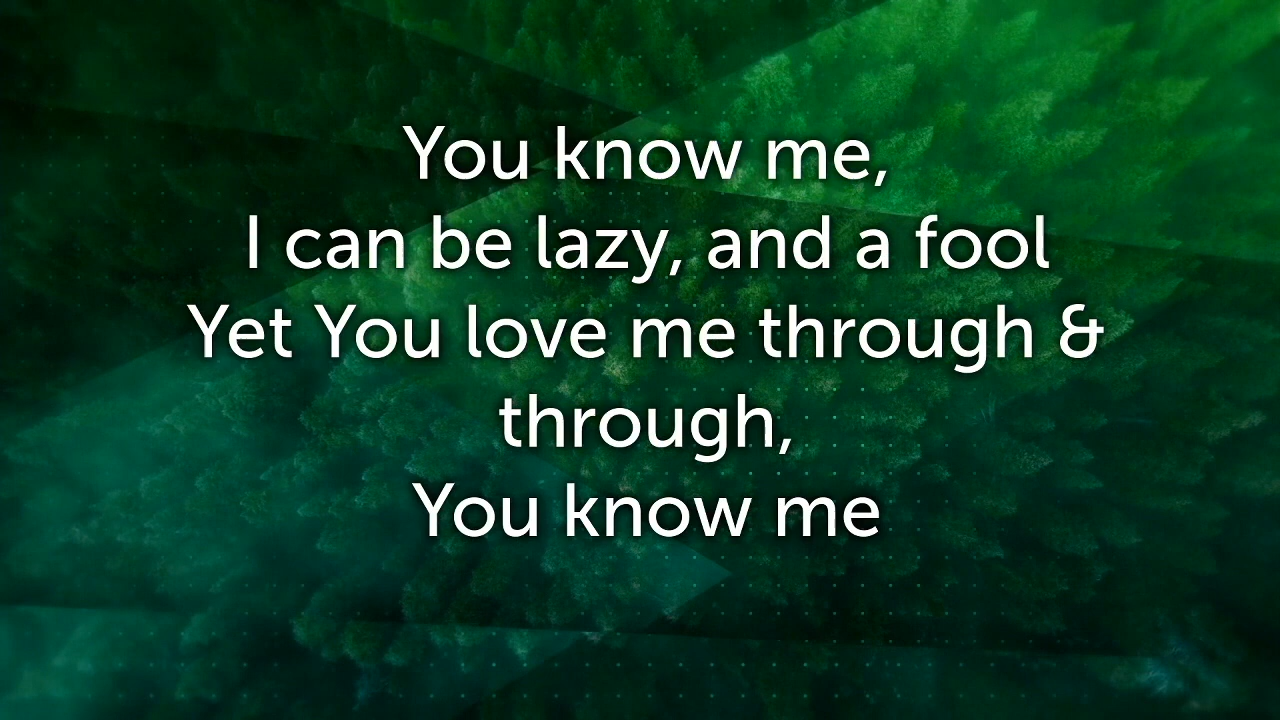 You know me,
I can be lazy, and a fool
Yet You love me through &
through,
You know me